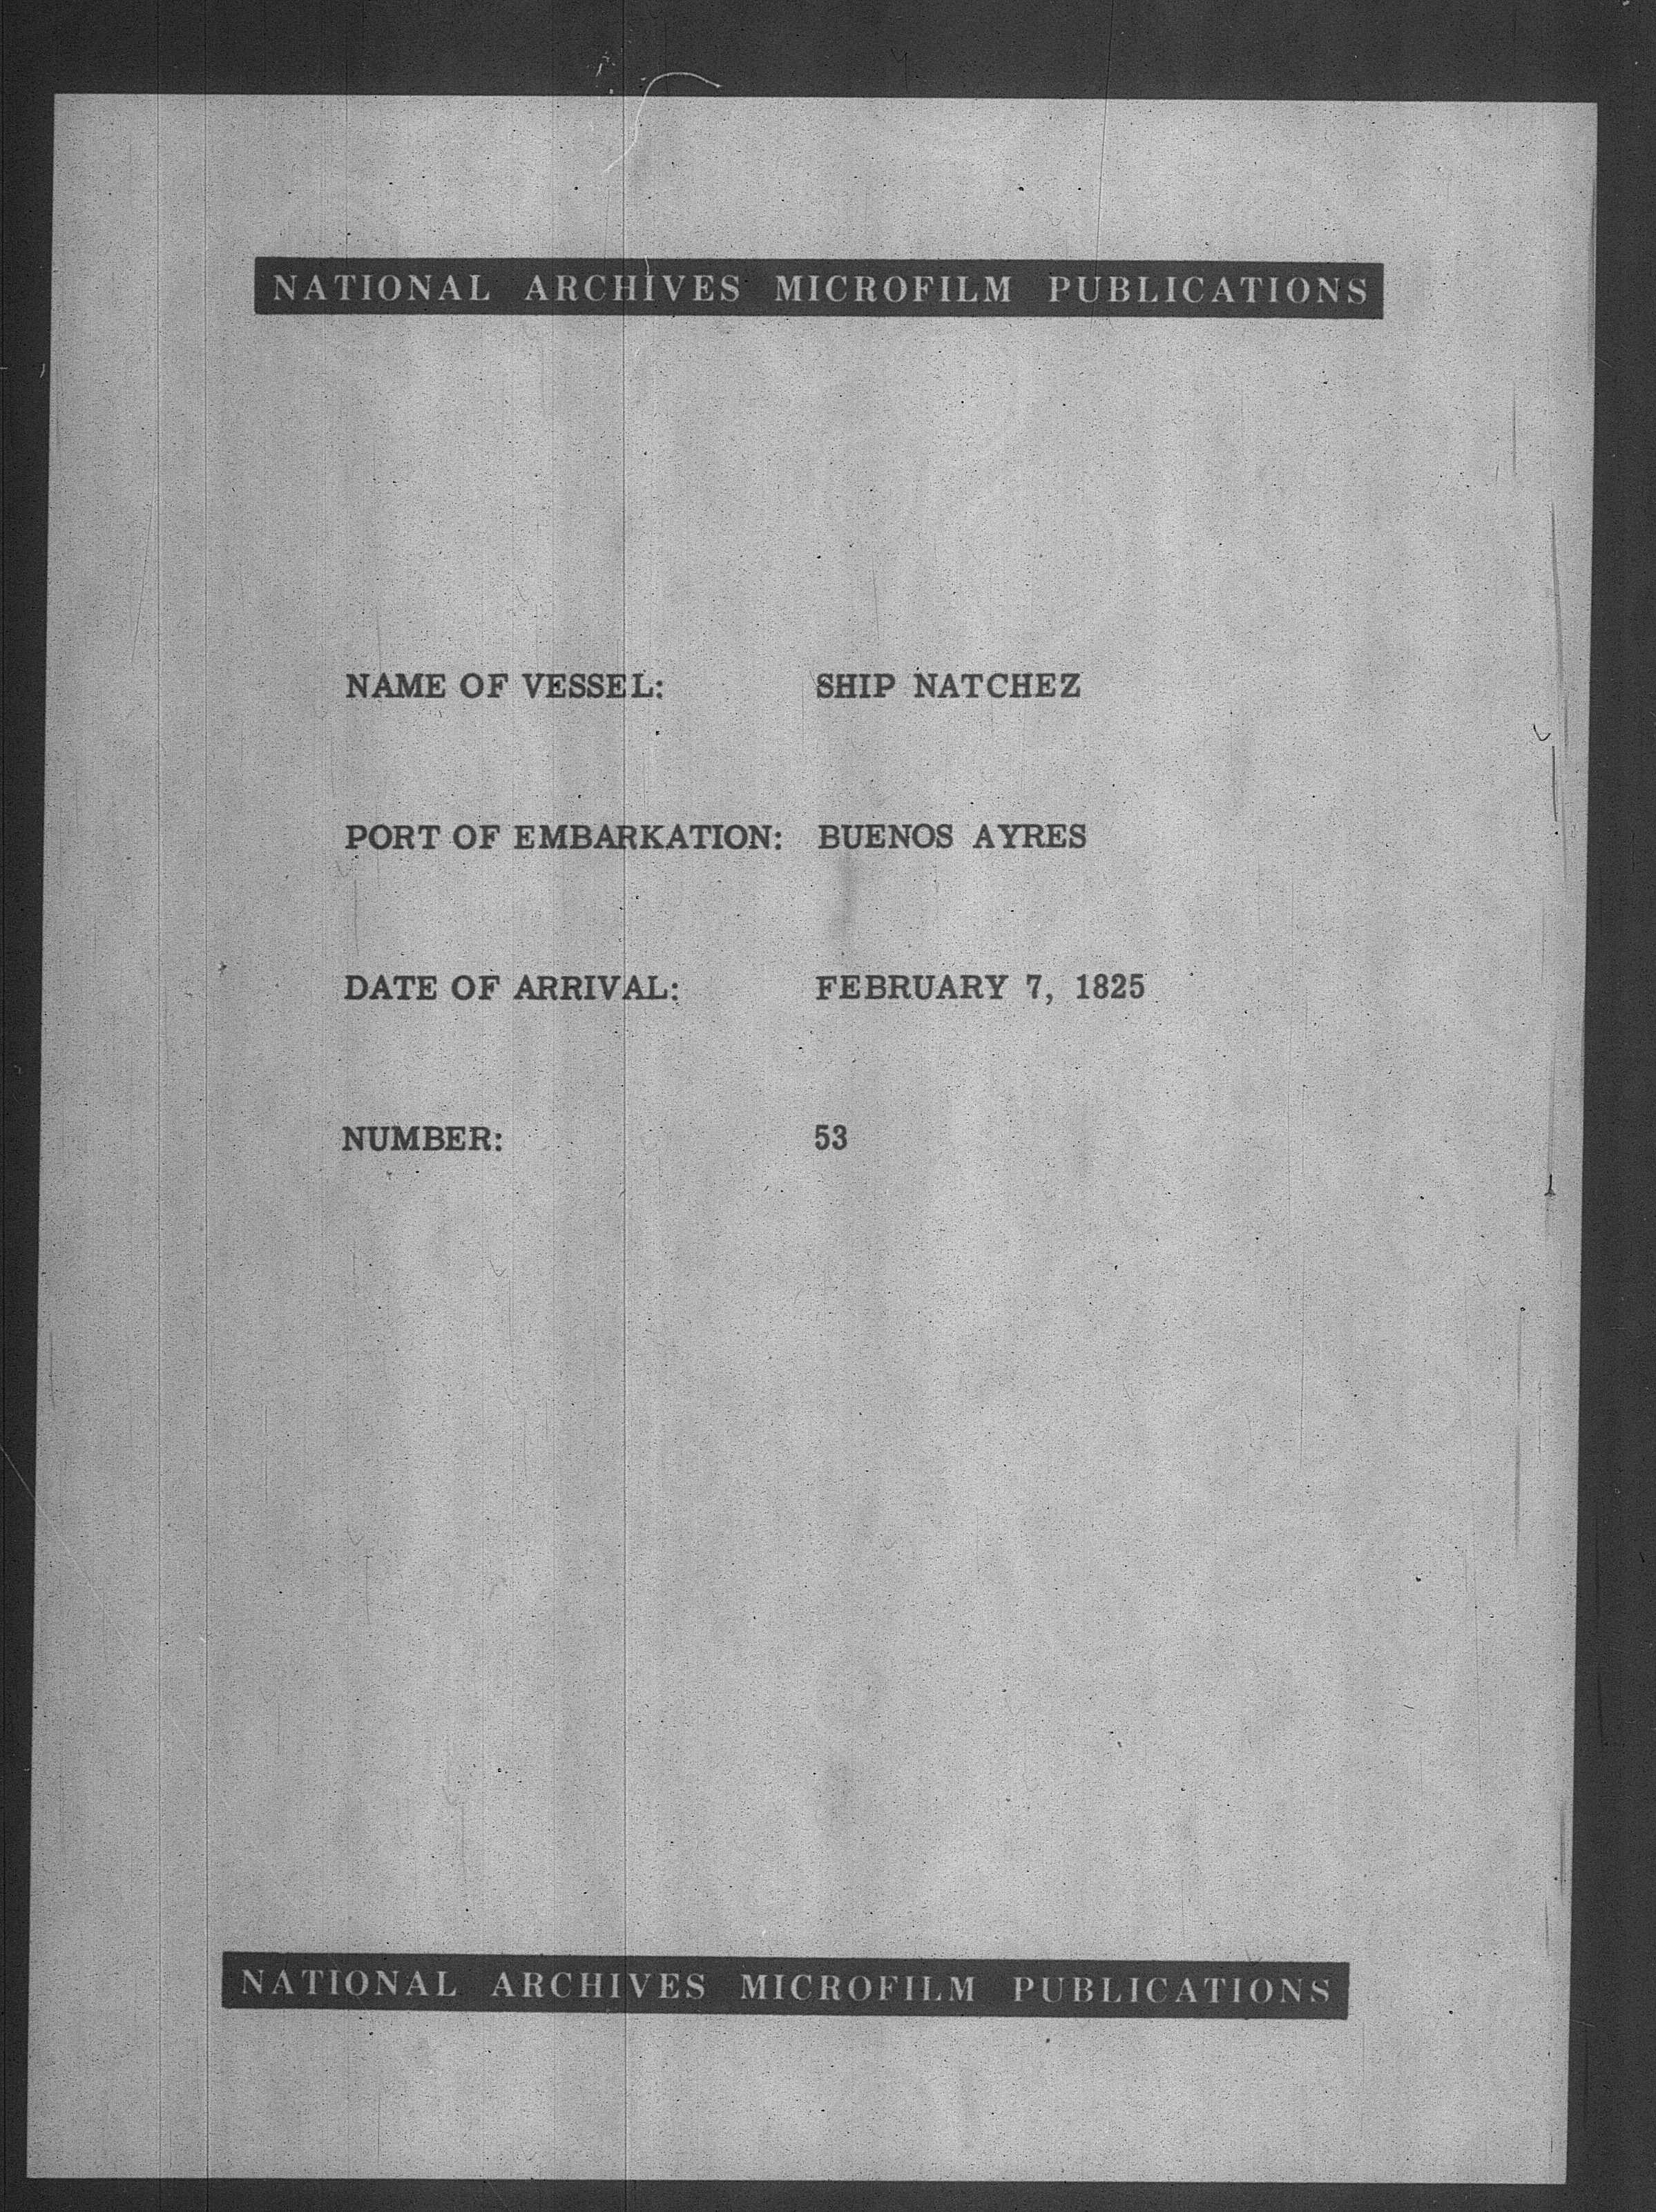 NATIONAL ARCHIVES MICROFILM PUBLICATIONS
NAME OF VESSEL: SHIP NATCHEZ
PORT OF EMBARKATION: BUENOS AYRES
DATE OF ARRIVAL: FEBRUARY 7, 1825
NUMBER: 53
NATIONAL ARCHIVES MICROFILM PUBLICATIONS